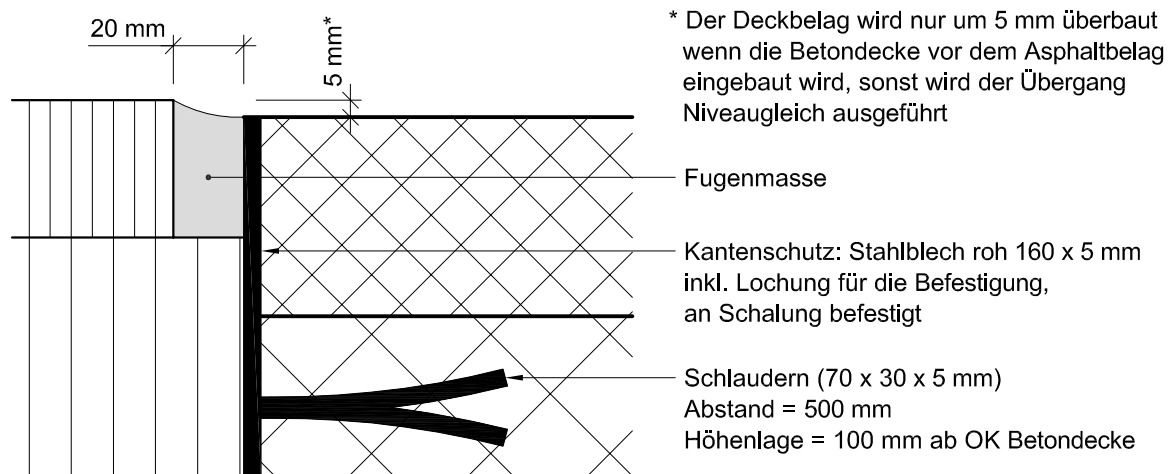 20 mm
5 mm*
* Der Deckbelag wird nur um 5 mm überbaut
wenn die Betondecke vor dem Asphaltbelag
eingebaut wird, sonst wird der Übergang
Niveaugleich ausgeführt
Fugenmasse
Kantenschutz: Stahlblech roh 160 x 5 mm
inkl. Lochung für die Befestigung,
an Schalung befestigt
Schlaudern (70 x 30 x 5 mm)
Abstand = 500 mm
Höhenlage = 100 mm ab OK Betondecke